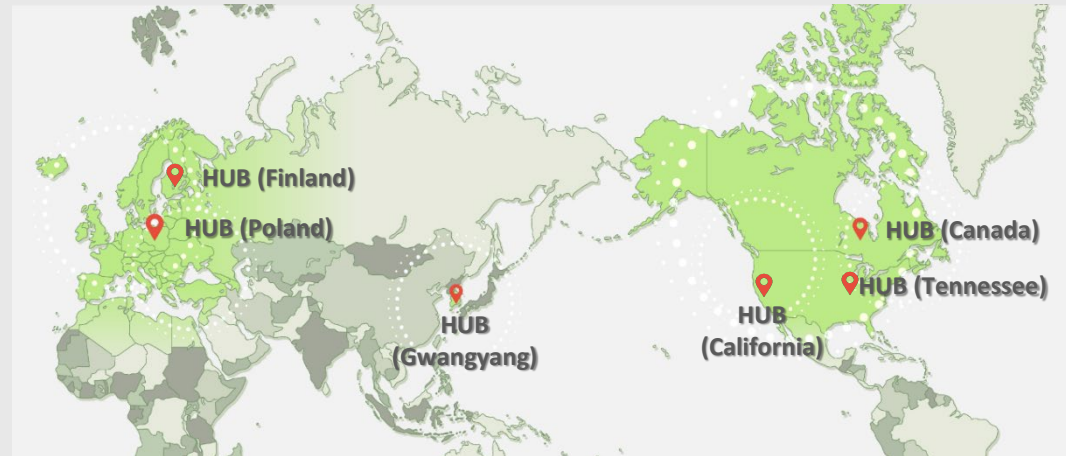 HUB (Finland)
HUB (Poland)
HUB (Canada)
HUB (Tennessee)
HUB
(Gwangyang)
HUB
(California)